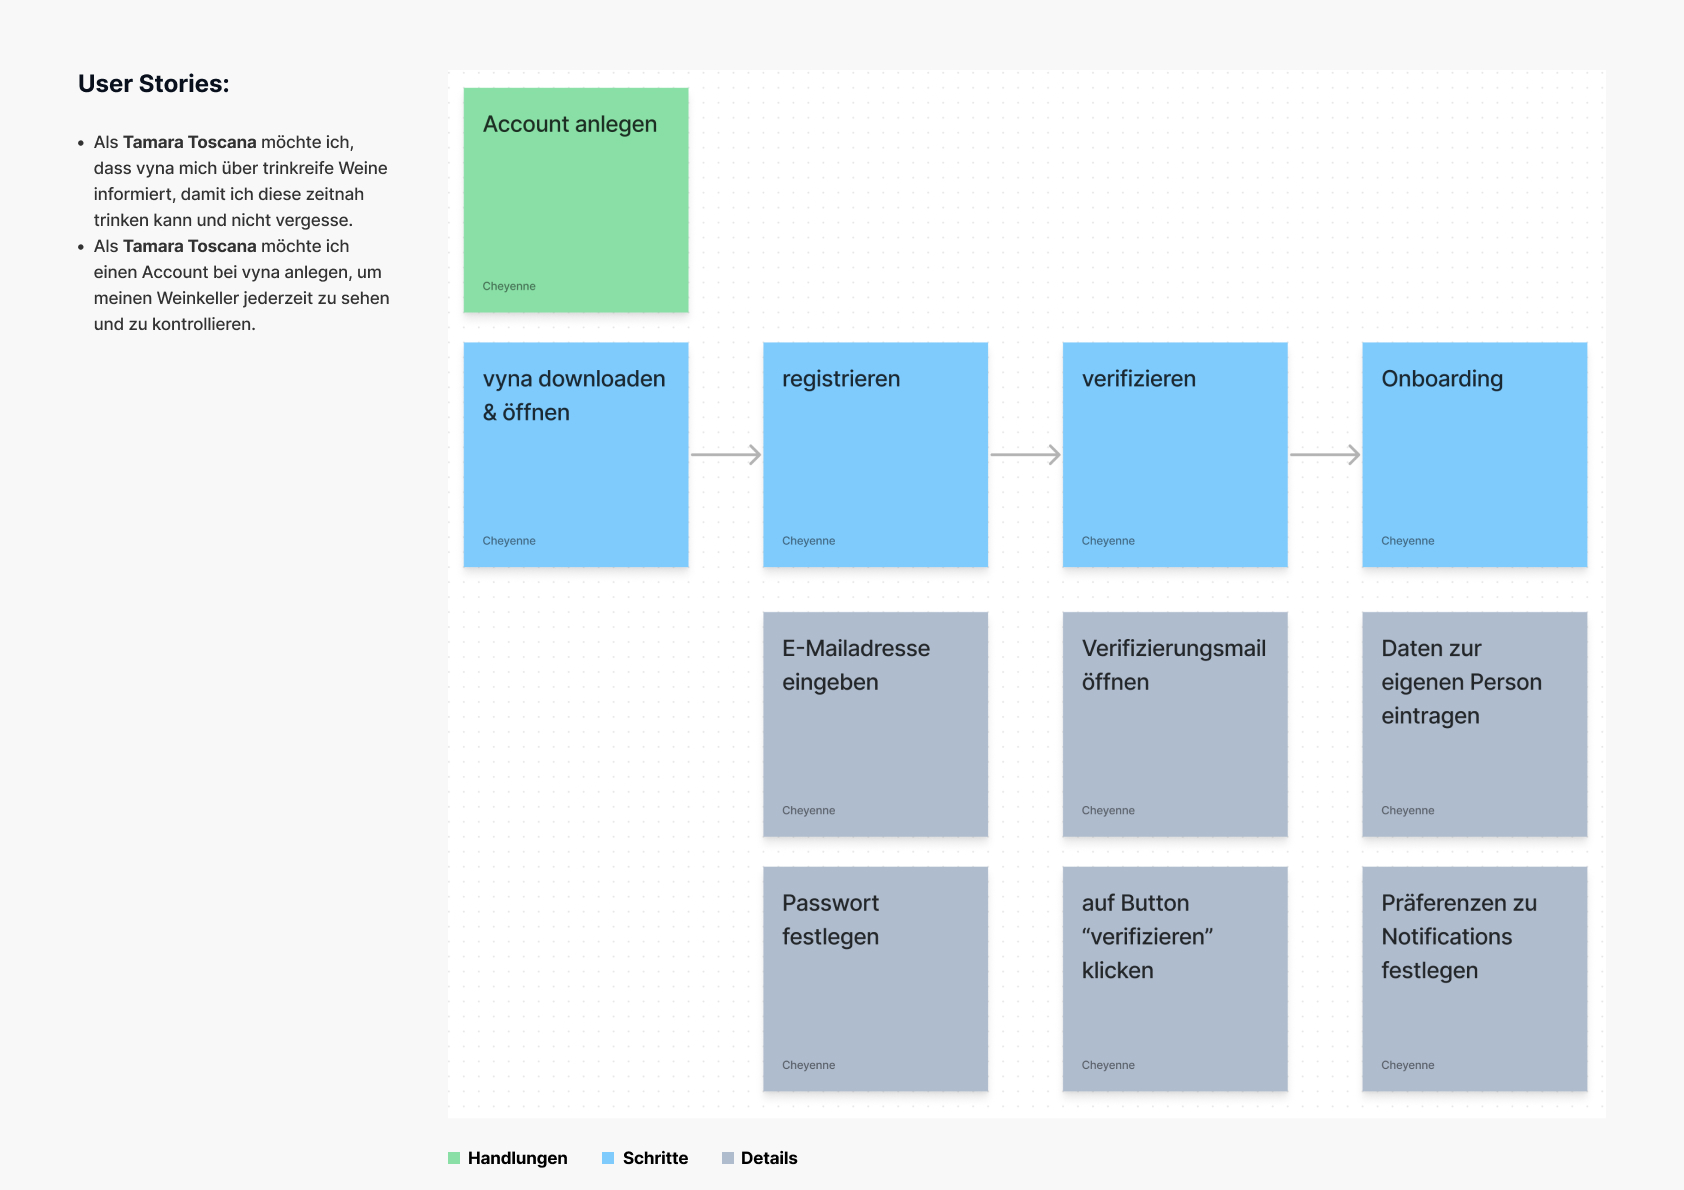 User Stories:
• Als Tamara Toscana möchte ich,
dass vyna mich über trinkreife Weine
informiert, damit ich diese zeitnah
trinken kann und nicht vergesse.
• Als Tamara Toscana möchte ich
einen Account bei vyna anlegen, um
meinen Weinkeller jederzeit zu sehen
und zu kontrollieren.
Account anlegen
Cheyenne
vyna downloaden
& öffnen
Cheyenne
registrieren
Cheyenne
verifizieren
Cheyenne
Onboarding
Cheyenne
E-Mailadresse
eingeben
Cheyenne
Verifizierungsmail
öffnen
Cheyenne
Daten zur
eigenen Person
eintragen
Cheyenne
Passwort
festlegen
Cheyenne
auf Button
“verifizieren”
klicken
Cheyenne
Präferenzen zu
Notifications
festlegen
Cheyenne
Handlungen
Schritte
Details